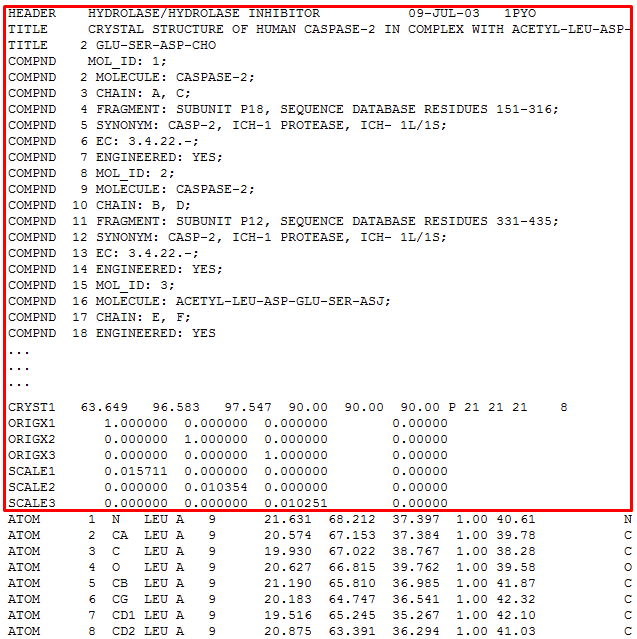 HEADER    HYDROLASE/HYDROLASE INHIBITOR           09-JUL-03   1PYO
TITLE     CRYSTAL STRUCTURE OF HUMAN CASPASE-2 IN COMPLEX WITH ACETYL-LEU-ASP-
TITLE    2 GLU-SER-ASP-CHO
COMPND    MOL_ID: 1;
COMPND   2 MOLECULE: CASPASE-2;
COMPND   3 CHAIN: A, C;
COMPND   4 FRAGMENT: SUBUNIT P18, SEQUENCE DATABASE RESIDUES 151-316;
COMPND   5 SYNONYM: CASP-2, ICH-1 PROTEASE, ICH- 1L/1S;
COMPND   6 EC: 3.4.22.-;
COMPND   7 ENGINEERED: YES;
COMPND   8 MOL_ID: 2;
COMPND   9 MOLECULE: CASPASE-2;
COMPND  10 CHAIN: B, D;
COMPND  11 FRAGMENT: SUBUNIT P12, SEQUENCE DATABASE RESIDUES 331-435;
COMPND  12 SYNONYM: CASP-2, ICH-1 PROTEASE, ICH- 1L/1S;
COMPND  13 EC: 3.4.22.-;
COMPND  14 ENGINEERED: YES;
COMPND  15 MOL_ID: 3;
COMPND  16 MOLECULE: ACETYL-LEU-ASP-GLU-SER-ASJ;
COMPND  17 CHAIN: E, F;
COMPND  18 ENGINEERED: YES
...
...
...
CRYST1   63.649   96.583   97.547  90.00  90.00  90.00 P 21 21 21    8
ORIGX1      1.000000  0.000000  0.000000        0.00000
ORIGX2      0.000000  1.000000  0.000000        0.00000
ORIGX3      0.000000  0.000000  1.000000        0.00000
SCALE1      0.015711  0.000000  0.000000        0.00000
SCALE2      0.000000  0.010354  0.000000        0.00000
SCALE3      0.000000  0.000000  0.010251        0.00000
ATOM      1  N   LEU A   9      21.631  68.212  37.397  1.00 40.61           N
ATOM      2  CA  LEU A   9      20.574  67.153  37.384  1.00 39.78           C
ATOM      3  C   LEU A   9      19.930  67.022  38.767  1.00 38.28           C
ATOM      4  O   LEU A   9      20.627  66.815  39.762  1.00 39.58           O
ATOM      5  CB  LEU A   9      21.190  65.810  36.985  1.00 41.87           C
ATOM      6  CG  LEU A   9      20.183  64.747  36.541  1.00 42.32           C
ATOM      7  CD1 LEU A   9      19.516  65.245  35.267  1.00 42.10           C
ATOM      8  CD2 LEU A   9      20.875  63.391  36.294  1.00 41.03           C